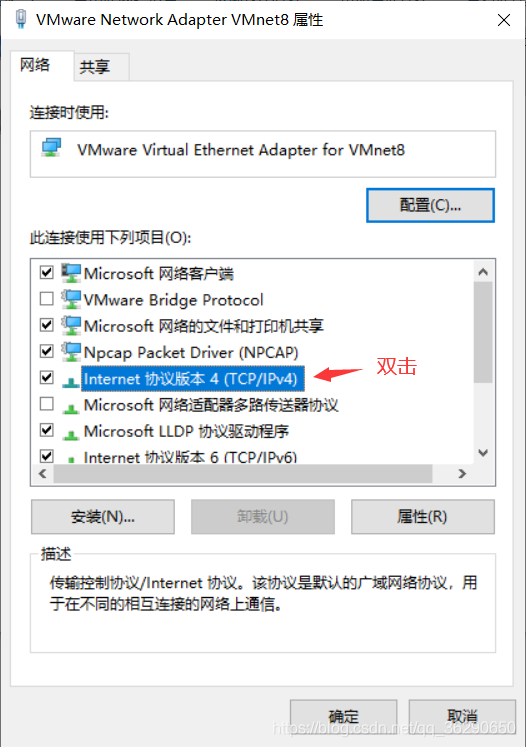 VMware Network Adapter VMnet8 属性
网络
共享
连接时使用:
VMware Virtual Ethernet Adapter for VMnet8
配置(C)...
此连接使用下列项目(O):
Microsoft 网络客户端
VMware Bridge Protocol
Microsoft 网络的文件和打印机共享
Npcap Packet Driver (NPCAP)
Internet 协议版本 4 (TCP/IPv4)
双击
Microsoft 网络适配器多路传送器协议
Microsoft LLDP 协议驱动程序
Internet 协议版本 6 (TCP/IPv6)
安装(N)...
卸载(U)
属性(R)
描述
传输控制协议/Internet 协议。该协议是默认的广域网络协议，用
于在不同的相互连接的网络上通信。
确定
取消
https://blog.csdn.net/qq_36290650